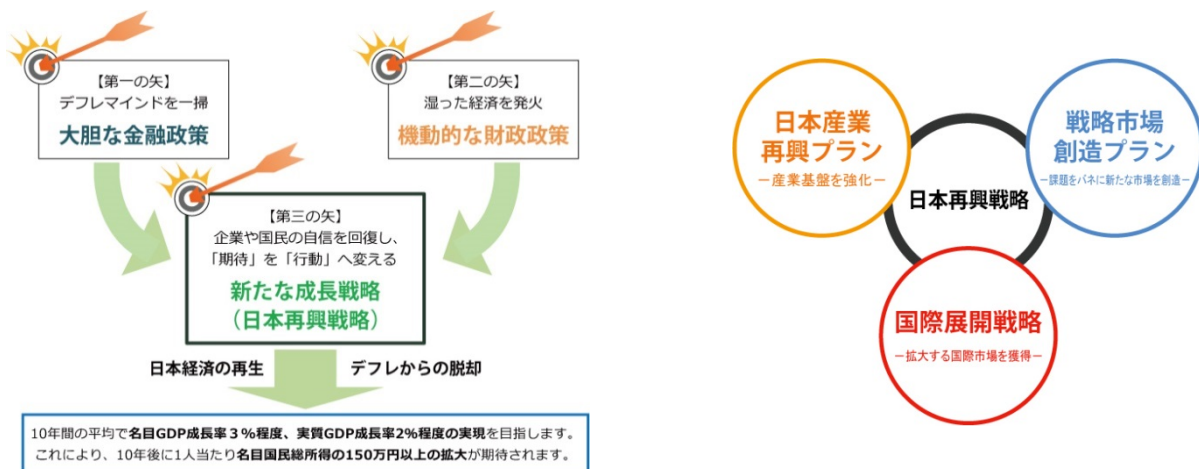 【第一の矢】
デフレマインドを一掃
大胆な金融政策
【第二の矢】
湿った経済を発火
機動的な財政政策
【第三の矢】
企業や国民の自信を回復し、
「期待」を「行動」へ変える
新たな成長戦略
（日本再興戦略）
日本経済の再生
デフレからの脱却
10年間の平均で名目GDP成長率３%程度、実質GDP成長率2%程度の実現を目指します。
これにより、10年後に1人当たり名目国民総所得の150万円以上の拡大が期待されます。
日本産業
再興プラン
－産業基盤を強化－
戦略市場
創造プラン
－課題をバネに新たな市場を創造－
日本再興戦略
国際展開戦略
－拡大する国際市場を獲得－